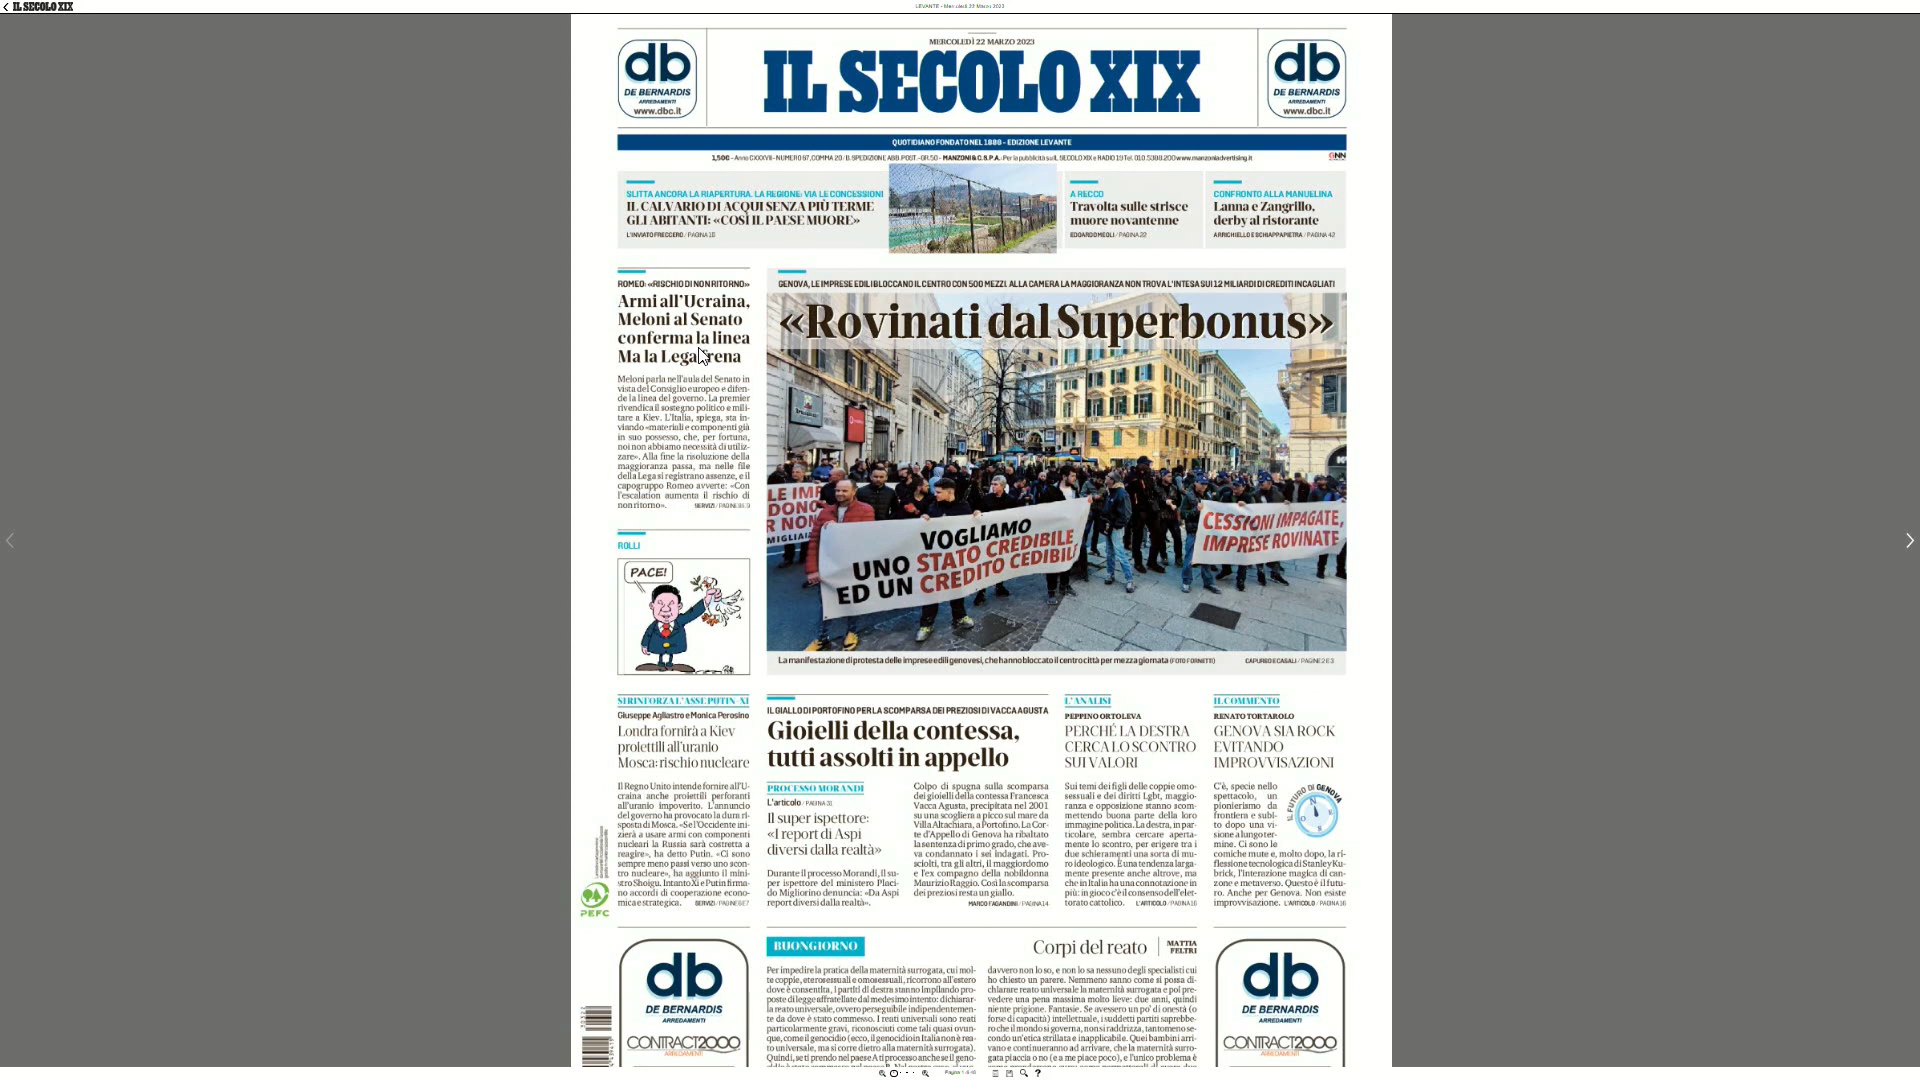 IL SECOLO XIX
LEVANTE - Mercoledì 22 Marzo 2023
db
DE BERNARDIS
ARREDAMENTI
www.dbc.it
MERCOLEDÌ 22 MARZO 2023
IL SECOLO XIX
db
DE BERNARDIS
ARREDAMENTI
www.dbc.it
QUOTIDIANO FONDATO NEL 1886 - EDIZIONE LEVANTE
1,50€ - Anno CXXXVII - NUMERO 67, COMMA 20/B. SPEDIZIONE ABB. POST. - GR. 50 - MANZONI & C. S.P.A.: Per la pubblicità su IL SECOLO XIX e RADIO 19 Tel. 010.5388.200 www.manzoniadvertising.it
GNN
SLITTA ANCORA LA RIAPERTURA. LA REGIONE: VIA LE CONCESSIONI
IL CALVARIO DI ACQUI SENZA PIÙ TERME
GLI ABITANTI: «COSÌ IL PAESE MUORE»
L'INVIATO FRECCERO / PAGINA 15
A RECCO
Travolta sulle strisce
muore novantenne
EDOARDO MEOLI / PAGINA 22
CONFRONTO ALLA MANUELINA
Lanna e Zangrillo,
derby al ristorante
ARRICHIELLO E SCHIAPPAPIETRA / PAGINA 42
ROMEO: «RISCHIO DI NON RITORNO»
Armi all'Ucraina,
Meloni al Senato
conferma la linea
Ma la Lega frena
Meloni parla nell'aula del Senato in
vista del Consiglio europeo e difen-
de la linea del governo. La premier
rivendica il sostegno politico e mili-
tare a Kiev. L'Italia, spiega, sta in-
viando «materiali e componenti già
in suo possesso, che, per fortuna,
noi non abbiamo necessità di utiliz-
zare». Alla fine la risoluzione della
maggioranza passa, ma nelle file
della Lega si registrano assenze, e il
capogruppo Romeo avverte: «Con
l'escalation aumenta il rischio di
non ritorno». SERVIZI / PAGINE 8 E 9
GENOVA, LE IMPRESE EDILI BLOCCANO IL CENTRO CON 500 MEZZI. ALLA CAMERA LA MAGGIORANZA NON TROVA L'INTESA SUI 12 MILIARDI DI CREDITI INCAGLIATI
«Rovinati dal Superbonus»
LE IMP
DONO
R NON
MIGLIAI
VOGLIAMO
UNO STATO CREDIBILE
ED UN CREDITO CEDIBILE
CESSIONI IMPAGATE,
IMPRESE ROVINATE
La manifestazione di protesta delle imprese edili genovesi, che hanno bloccato il centro città per mezza giornata (FOTO FORNETTI) CAPURSO E CASALI / PAGINE 2 E 3
ROLLI
PACE!
SI RINFORZA L'ASSE PUTIN-XI
Giuseppe Agliastro e Monica Perosino
Londra fornirà a Kiev
proiettili all'uranio
Mosca: rischio nucleare
Il Regno Unito intende fornire all'U-
craina anche proiettili perforanti
all'uranio impoverito. L'annuncio
del governo ha provocato la dura ri-
sposta di Mosca. «Se l'Occidente ini-
zierà a usare armi con componenti
nucleari la Russia sarà costretta a
reagire», ha detto Putin. «Ci sono
sempre meno passi verso uno scon-
tro nucleare», ha aggiunto il mini-
stro Shoigu. Intanto Xi e Putin firma-
no accordi di cooperazione econo-
mica e strategica. SERVIZI / PAGINE 6 E 7
IL GIALLO DI PORTOFINO PER LA SCOMPARSA DEI PREZIOSI DI VACCA AGUSTA
Gioielli della contessa,
tutti assolti in appello
PROCESSO MORANDI
L'articolo / PAGINA 31
Il super ispettore:
«I report di Aspi
diversi dalla realtà»
Durante il processo Morandi, il su-
per ispettore del ministero Placi-
do Migliorino denuncia: «Da Aspi
report diversi dalla realtà».
Colpo di spugna sulla scomparsa
dei gioielli della contessa Francesca
Vacca Agusta, precipitata nel 2001
su una scogliera a picco sul mare da
Villa Altachiara, a Portofino. La Cor-
te d'Appello di Genova ha ribaltato
la sentenza di primo grado, che ave-
va condannato i sei indagati. Pro-
sciolti, tra gli altri, il maggiordomo
e l'ex compagno della nobildonna
Maurizio Raggio. Così la scomparsa
dei preziosi resta un giallo.
MARCO FAGANDINI / PAGINA 14
L'ANALISI
PEPPINO ORTOLEVA
PERCHÉ LA DESTRA
CERCA LO SCONTRO
SUI VALORI
Sui temi dei figli delle coppie omo-
sessuali e dei diritti Lgbt, maggio-
ranza e opposizione stanno scom-
mettendo buona parte della loro
immagine politica. La destra, in par-
ticolare, sembra cercare aperta-
mente lo scontro, per erigere tra i
due schieramenti una sorta di mu-
ro ideologico. È una tendenza larga-
mente presente anche altrove, ma
che in Italia ha una connotazione in
più: in gioco c'è il consenso dell'elet-
torato cattolico. L'ARTICOLO / PAGINA 16
IL COMMENTO
RENATO TORTAROLO
GENOVA SIA ROCK
EVITANDO
IMPROVVISAZIONI
C'è, specie nello
spettacolo, un
pionierismo da
frontiera e subi-
to dopo una vi-
sione a lungo ter-
mine. Ci sono le
comiche mute e, molto dopo, la ri-
flessione tecnologica di Stanley Ku-
brick, l'interazione magica di can-
zone e metaverso. Questo è il futu-
ro. Anche per Genova. Non esiste
improvvisazione. L'ARTICOLO / PAGINA 16
IL FUTURO DI GENOVA
N
PEFC
db
DE BERNARDIS
ARREDAMENTI
CONTRACT2000
ARREDAMENTI
BUONGIORNO
Corpi del reato
MATTIA
FELTRI
Per impedire la pratica della maternità surrogata, cui mol-
te coppie, eterosessuali e omosessuali, ricorrono all'estero
dove è consentita, i partiti di destra stanno impilando pro-
poste di legge affratellate dal medesimo intento: dichiarar-
la reato universale, ovvero perseguibile indipendentemen-
te da dove è stato commesso. I reati universali sono reati
particolarmente gravi, riconosciuti come tali quasi ovun-
que, come il genocidio (ecco, il genocidio in Italia non è rea-
to universale, ma si corre dietro alla maternità surrogata).
Quindi, se ti prendo nel paese A ti processo anche se il geno-
davvero non lo so, e non lo sa nessuno degli specialisti cui
ho chiesto un parere. Nemmeno sanno come si possa di-
chiarare reato universale la maternità surrogata e poi pre-
vedere una pena massima molto lieve: due anni, quindi
niente prigione. Fantasie. Se avessero un po' di onestà (o
forse di capacità) intellettuale, i suddetti partiti saprebbe-
ro che il mondo si governa, non si raddrizza, tantomeno se-
condo un'etica strillata e inapplicabile. Quei bambini arri-
vano e continueranno ad arrivare, che la maternità surro-
gata piaccia o no (e a me piace poco), e l'unico problema è
db
DE BERNARDIS
ARREDAMENTI
CONTRACT2000
ARREDAMENTI